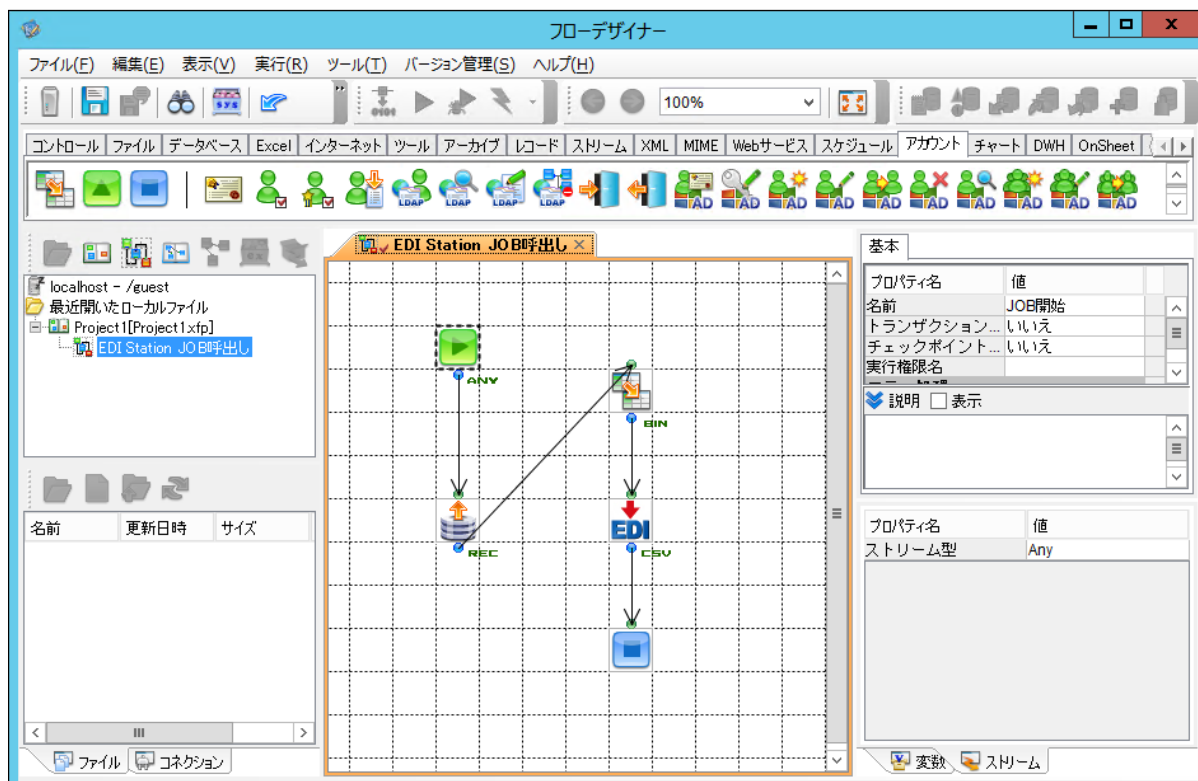 フローデザイナー
ファイル(F) 編集(E) 表示(V) 実行(R) ツール(T) バージョン管理(S) ヘルプ(H)
sys 0101 100%
コントロール ファイル データベース Excel インターネット ツール アーカイブ レコード ストリーム XML MIME Webサービス スケジュール アカウント チャート DWH OnSheet
LDAP LDAP LDAP LDAP AD AD AD AD AD AD AD AD AD AD
localhost - /guest
最近開いたローカルファイル
Project1[Project1.xfp]
EDI Station JOB呼出し
名前 更新日時 サイズ
ファイル コネクション
EDI Station JOB呼出し
ANY
BIN
REC
EDI
CSV
基本
プロパティ名 値
名前 JOB開始
トランザクション... いいえ
チェックポイント... いいえ
実行権限名
説明 表示
プロパティ名 値
ストリーム型 Any
変数 ストリーム